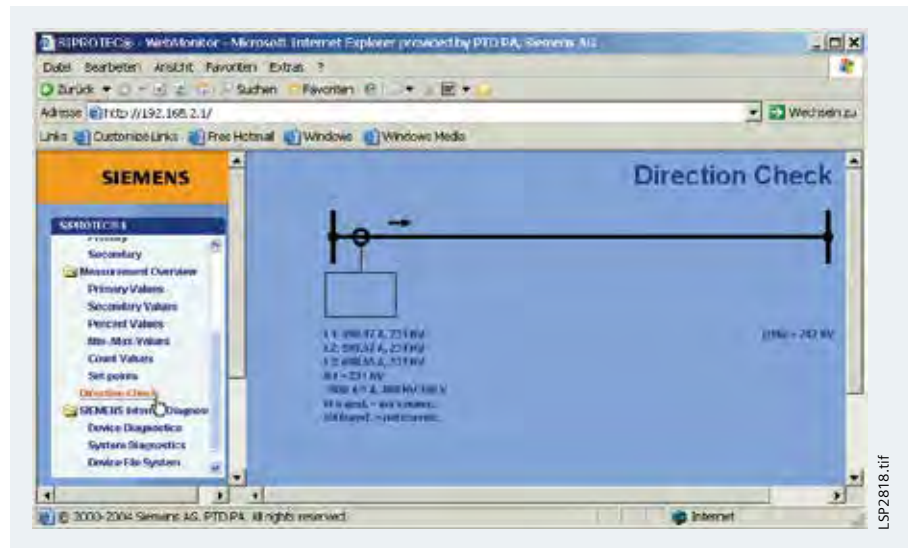 SIPROTEC® - WebMonitor - Microsoft Internet Explorer provided by PTD PA, Siemens AG
Datei Bearbeiten Ansicht Favoriten Extras ?
Zurück Suchen Favoriten
Adresse http://192.168.2.1/ Wechseln zu
Links Customize Links Free Hotmail Windows Windows Media
SIEMENS
Direction Check
SIPROTEC® 4
Primary
Secondary
Measurement Overview
Primary Values
Secondary Values
Percent Values
Min-Max Values
Count Values
Set points
Direction Check
SIEMENS Diagnos
Device Diagnostics
System Diagnostics
Device File System
© 2000-2004 Siemens AG, PTD PA. All rights reserved.
Internet
LSP2818.tif